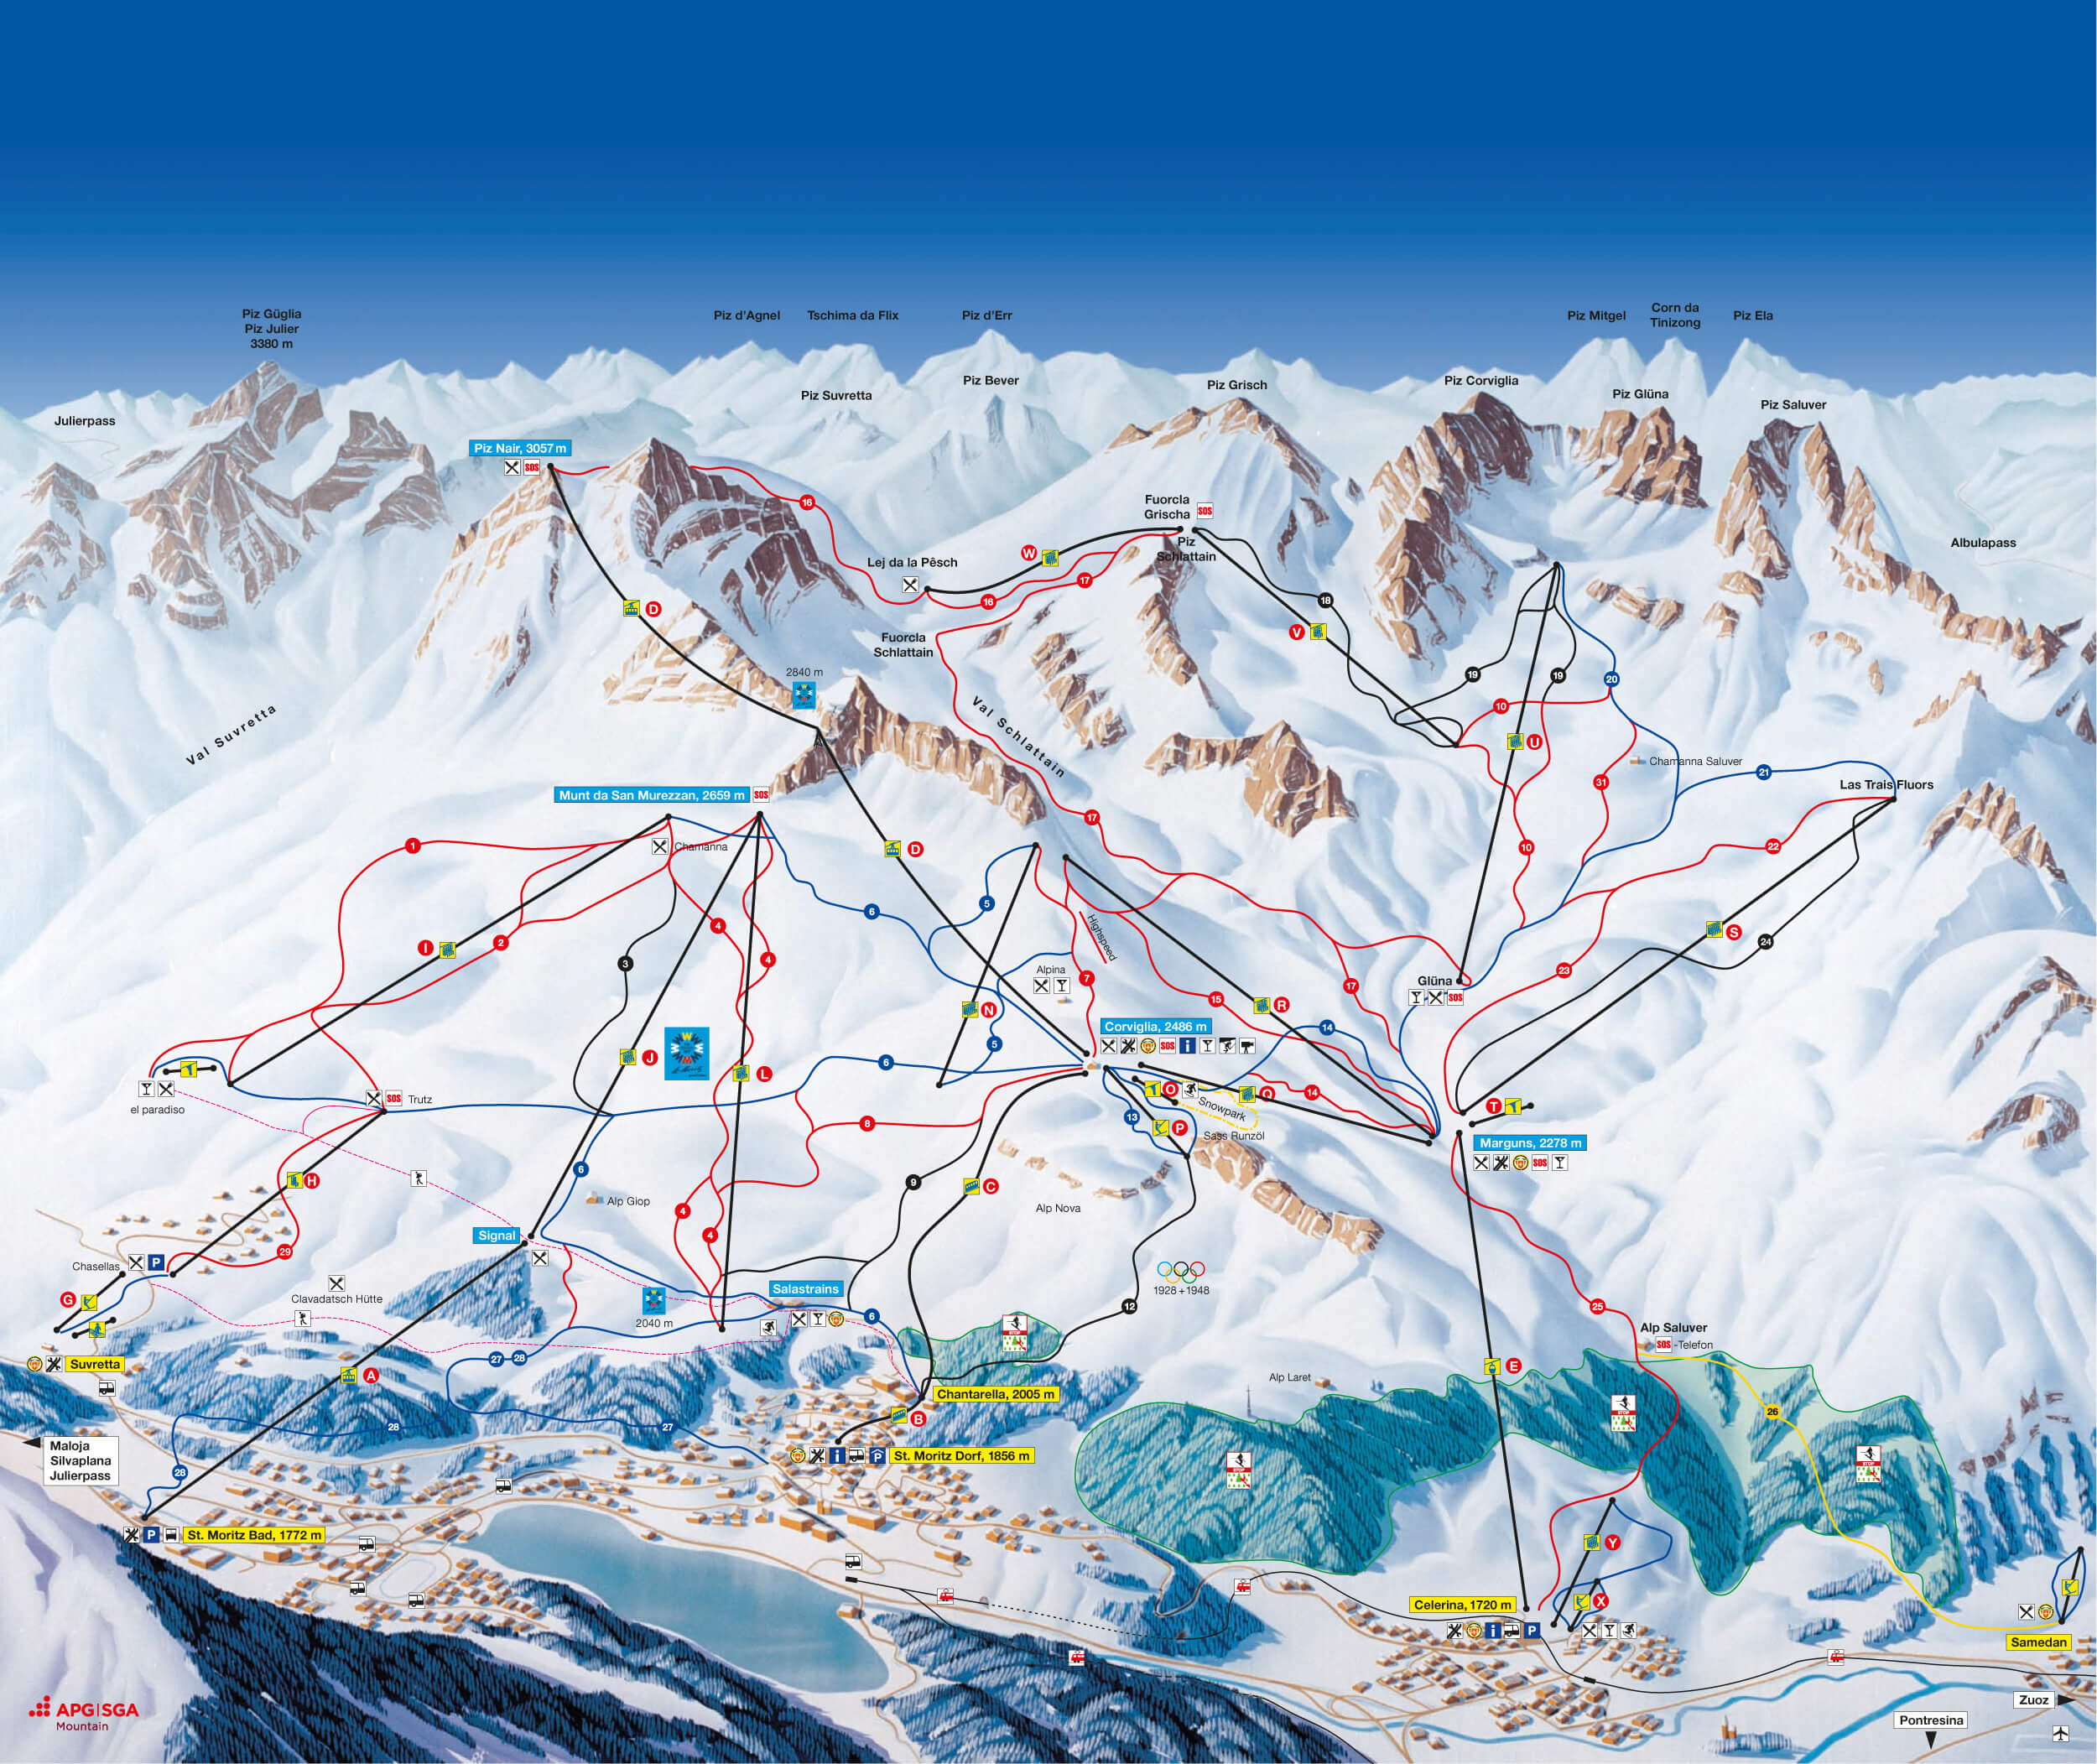 Piz Güglia
Piz Julier
3380 m
Piz d'Agnel
Tschima da Flix
Piz d'Err
Piz Mitgel
Corn da
Tinizong
Piz Ela
Julierpass
Piz Suvretta
Piz Bever
Piz Grisch
Piz Corviglia
Piz Glüna
Piz Saluver
Piz Nair, 3057 m
SOS
16
Fuorcla
Grischa
SOS
Piz
Schlattain
W
Lej da la Pêsch
17
16
18
V
Albulapass
D
Fuorcla
Schlattain
2840 m
19
19
20
10
U
Val Suvretta
Val Schlattain
Chamanna Saluver
21
31
Las Trais Fluors
Munt da San Murezzan, 2659 m
SOS
17
1
Chamanna
D
10
22
6
5
4
Highspeed
I
2
3
4
S
24
Alpina
7
23
Glüna
SOS
15
17
R
N
Corviglia, 2486 m
SOS
14
J
L
5
6
el paradiso
SOS
Trutz
O
Q
14
Snowpark
T
13
P
Sass Runzöl
8
Marguns, 2278 m
SOS
H
6
9
C
Alp Giop
4
Alp Nova
4
Signal
29
Chasellas
P
G
Clavadatsch Hütte
Salastrains
1928 + 1948
2040 m
6
12
25
Alp Saluver
SOS -Telefon
STOP
Suvretta
27
28
A
Chantarella, 2005 m
Alp Laret
E
STOP
26
B
28
27
St. Moritz Dorf, 1856 m
P
STOP
STOP
Maloja
Silvaplana
Julierpass
28
P
St. Moritz Bad, 1772 m
Y
X
Celerina, 1720 m
P
Samedan
APG|SGA
Mountain
Zuoz
Pontresina